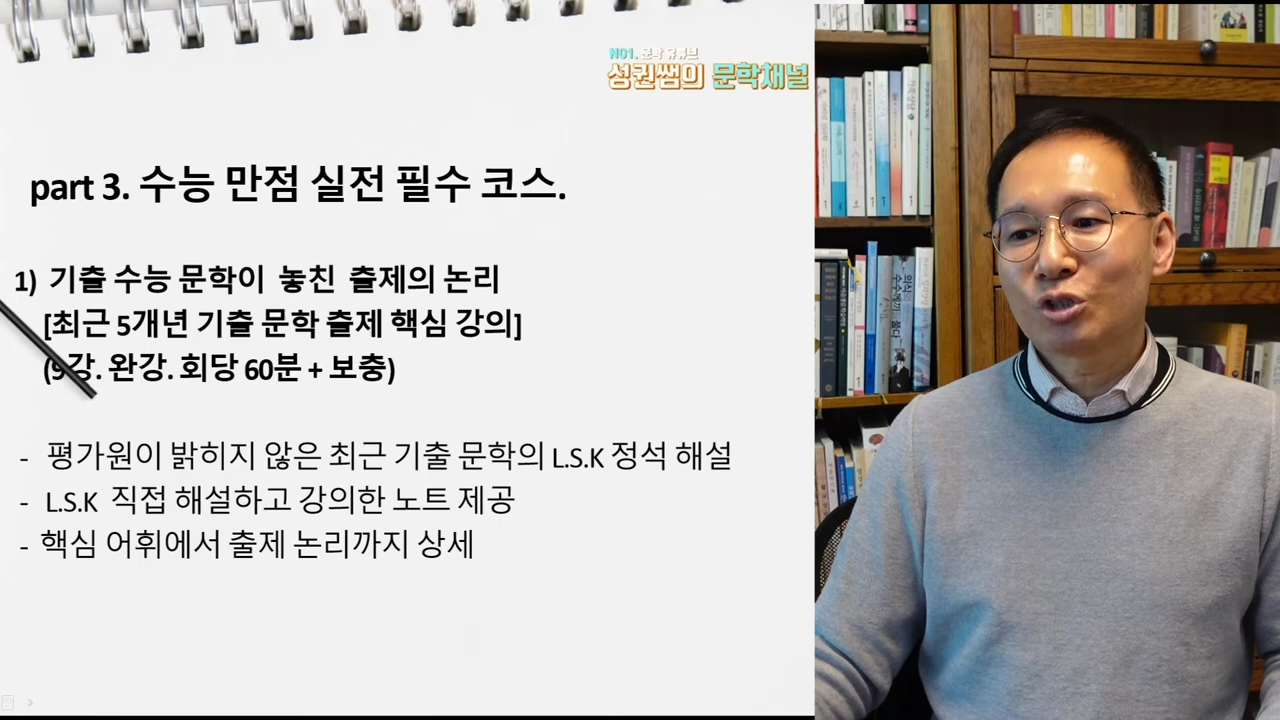 NO1. 문학 유튜브
성권쌤의 문학채널
part 3. 수능 만점 실전 필수 코스.
1) 기출 수능 문학이 놓친 출제의 논리
[최근 5개년 기출 문학 출제 핵심 강의]
(9강. 완강. 회당 60분 + 보충)
- 평가원이 밝히지 않은 최근 기출 문학의 L.S.K 정석 해설
- L.S.K 직접 해설하고 강의한 노트 제공
- 핵심 어휘에서 출제 논리까지 상세